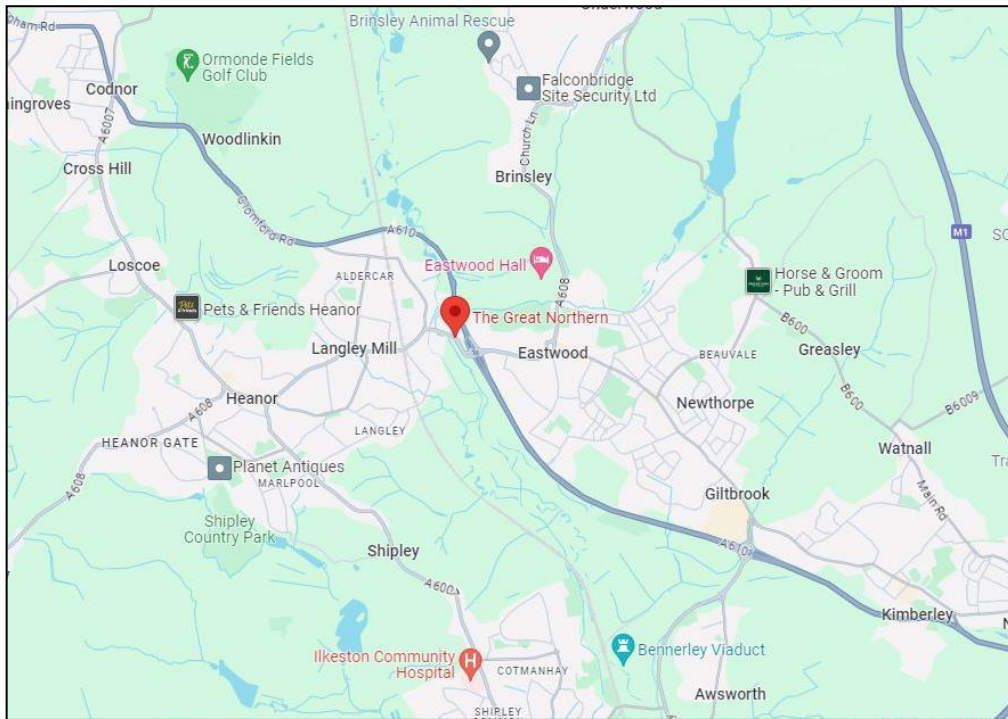 Brinsley Animal Rescue
Ormonde Fields
Golf Club
Falconbridge
Site Security Ltd
Codnor
A6007
Woodlinkin
Church Ln
Cross Hill
Brinsley
Cromford Rd
A610
M1
Loscoe
ALDERCAR
Eastwood Hall
A608
Horse & Groom
- Pub & Grill
Pets & Friends Heanor
The Great Northern
B600
Langley Mill
Eastwood
BEAUVALE
Greasley
Heanor
A608
Newthorpe
B600
B6009
HEANOR GATE
LANGLEY
Watnall
Planet Antiques
MARLPOOL
A608
Giltbrook
Main Rd
Shipley
Country Park
Shipley
A610
A6007
Kimberley
Ilkeston Community
Hospital
H
COTMANHAY
Bennerley Viaduct
Awsworth
SHIPLEY